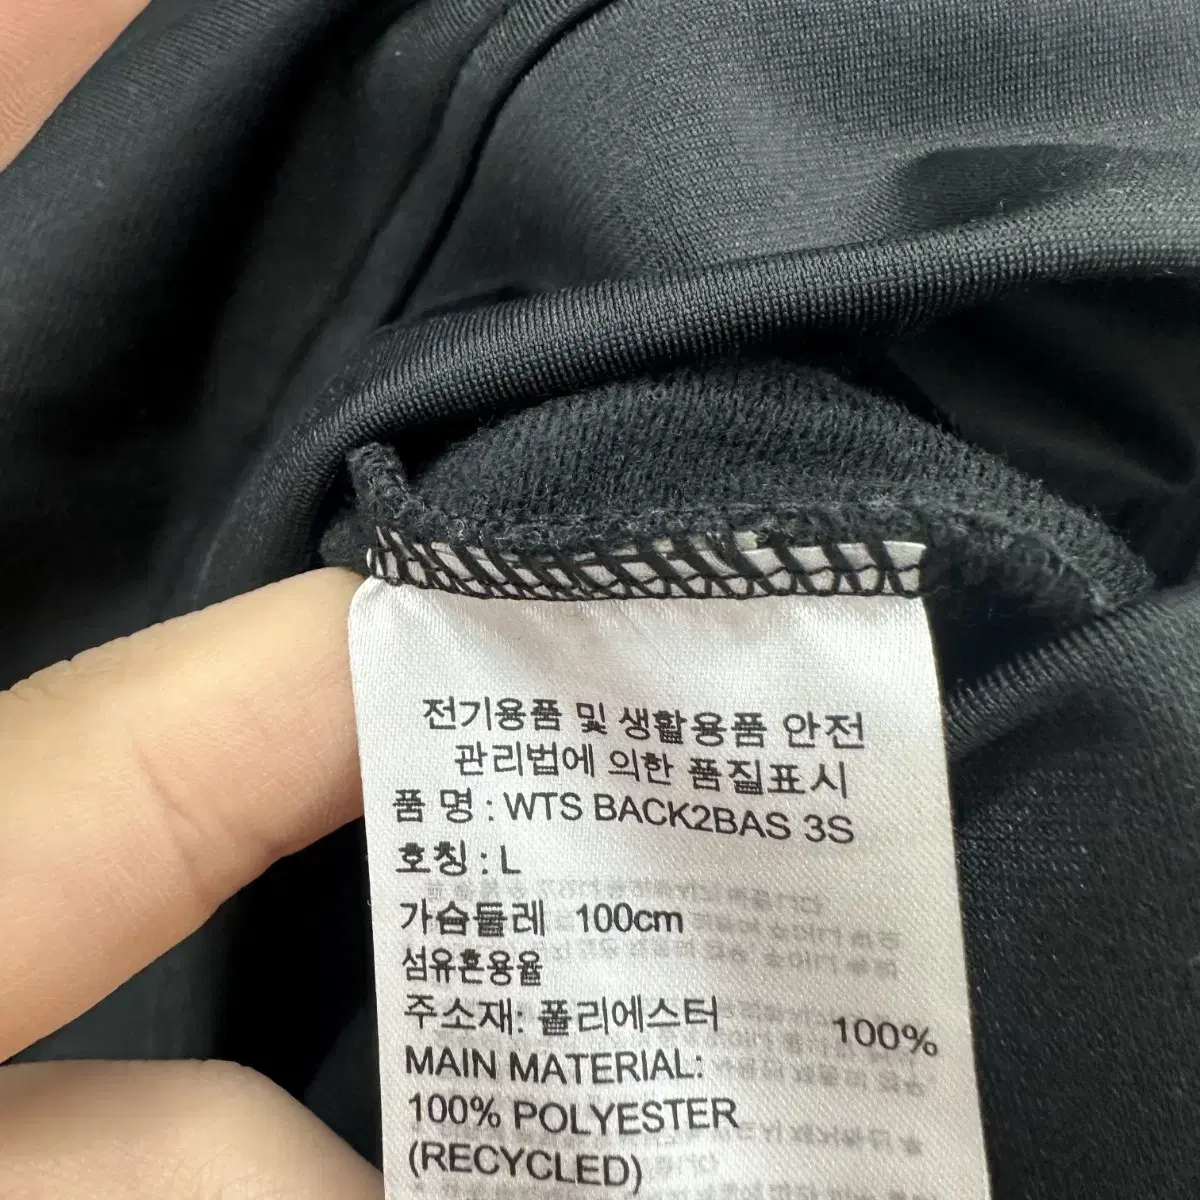 전기용품 및 생활용품 안전
관리법에 의한 품질표시
품 명 : WTS BACK2BAS 3S
호칭 : L
가슴둘레 100cm
섬유혼용율
주소재: 폴리에스터 100%
MAIN MATERIAL:
100% POLYESTER
(RECYCLED)